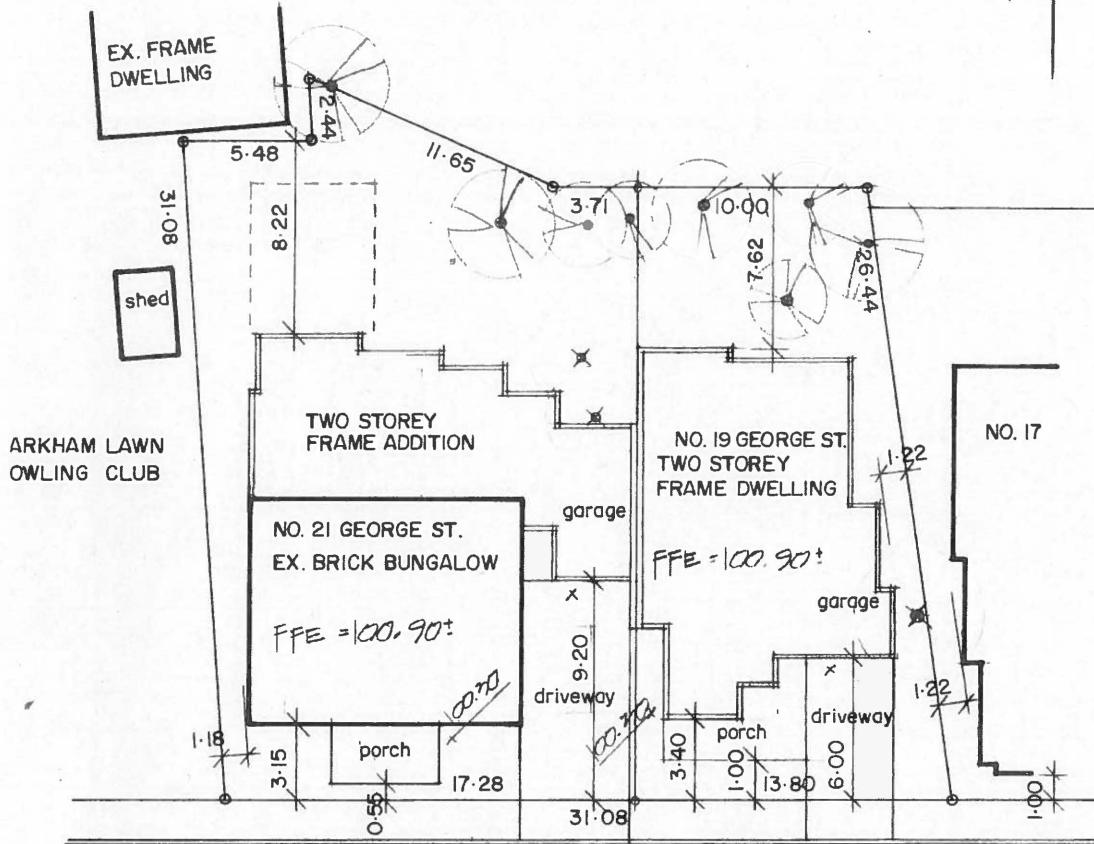 EX. FRAME
DWELLING
2.44
5.48
11.65
31.08
8.22
3.71
10.00
7.62
26.44
shed
TWO STOREY
FRAME ADDITION
ARKHAM LAWN
OWLING CLUB
NO. 19 GEORGE ST.
TWO STOREY
FRAME DWELLING
1.22
NO. 17
garage
NO. 21 GEORGE ST.
EX. BRICK BUNGALOW
FFE = 100.90±
FFE = 100.90±
garage
x
x
9.20
driveway
00.70
driveway
1.22
1.18
3.15
porch
0.55
17.28
31.08
3.40
porch
1.00
13.80
6.00
1.00